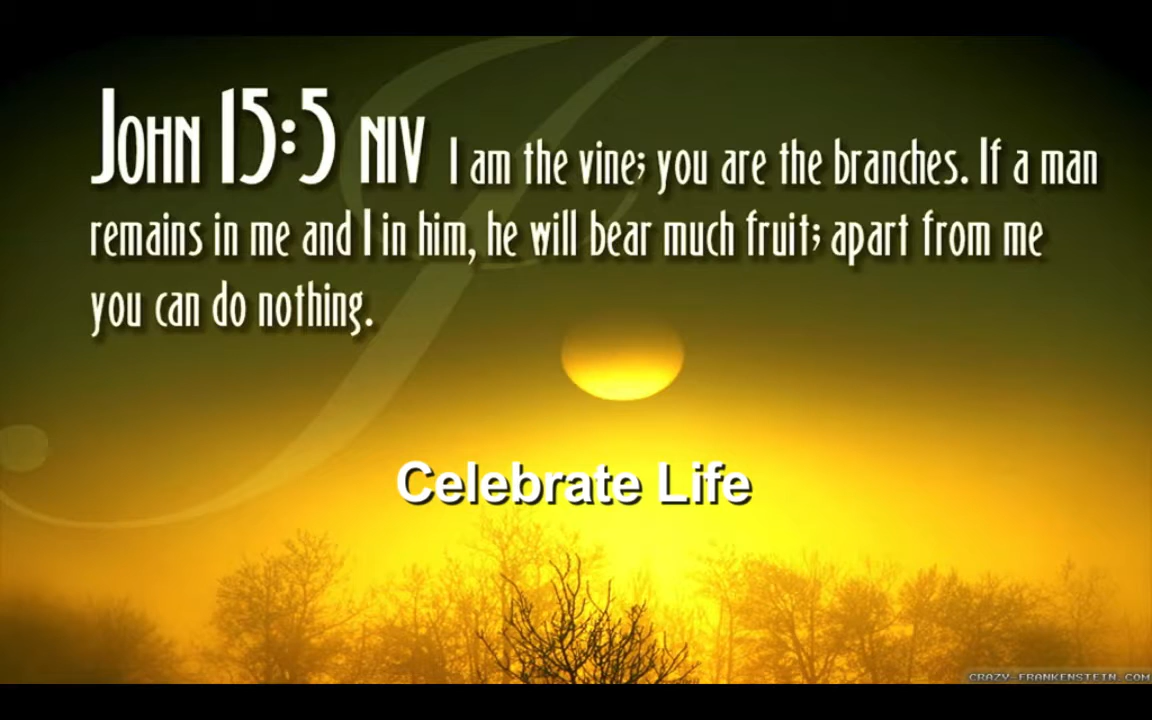 John 15:5 NIV I am the vine; you are the branches. If a man
remains in me and I in him, he will bear much fruit; apart from me
you can do nothing.
Celebrate Life
CRAZY-FRANKENSTEIN.COM